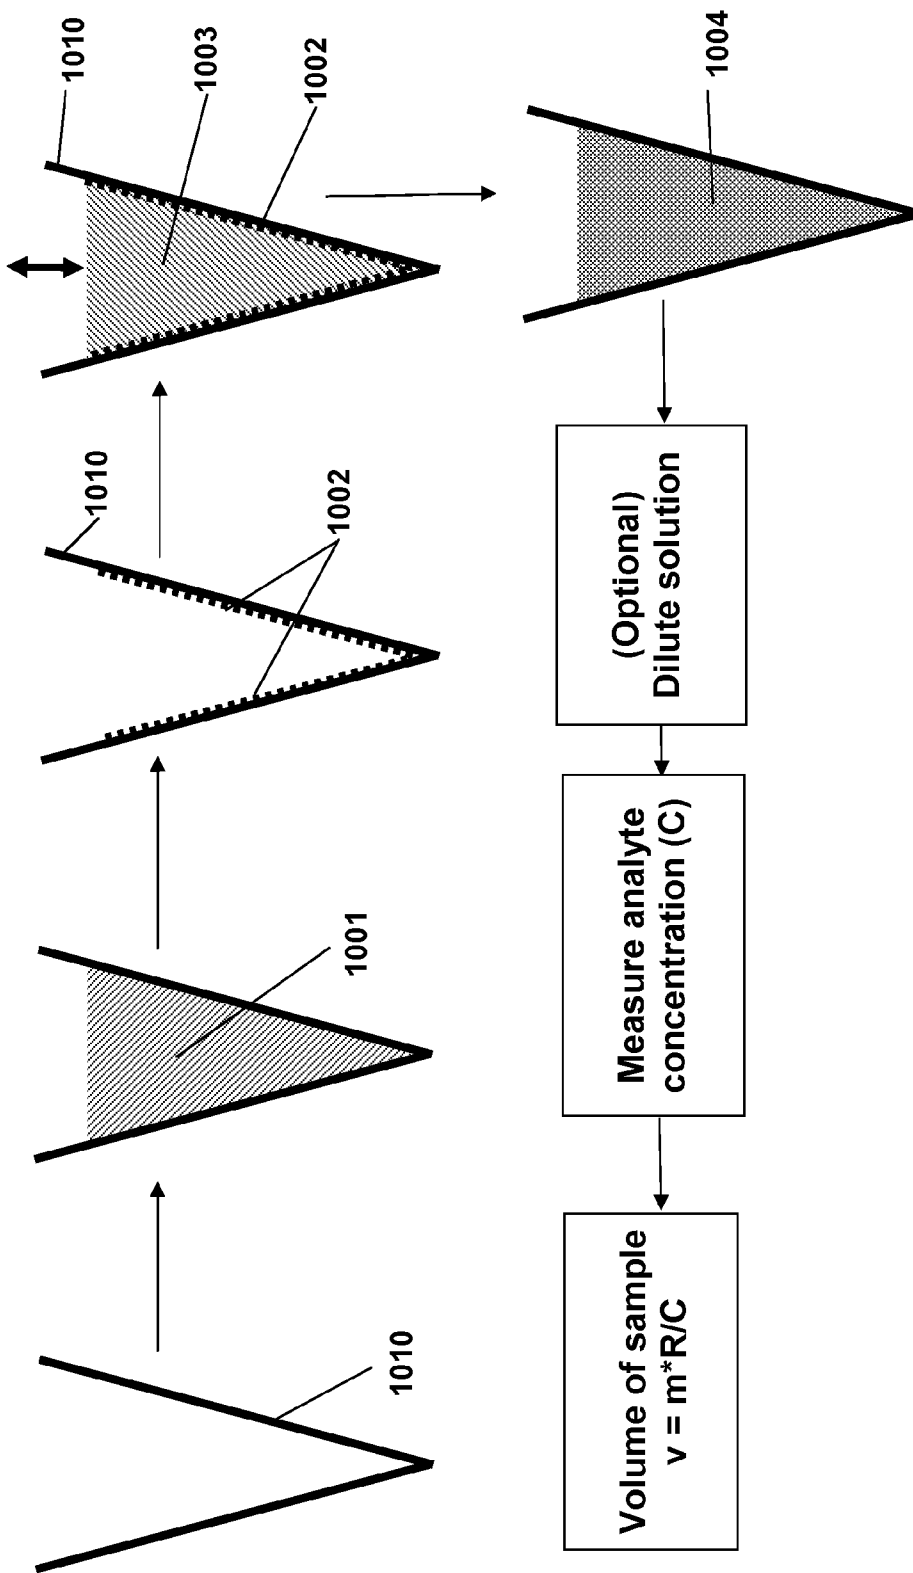 1010
1001
1010
1002
1010
1003
1002
1004
(Optional)
Dilute solution
Measure analyte
concentration (C)
Volume of sample
v = m*R/C